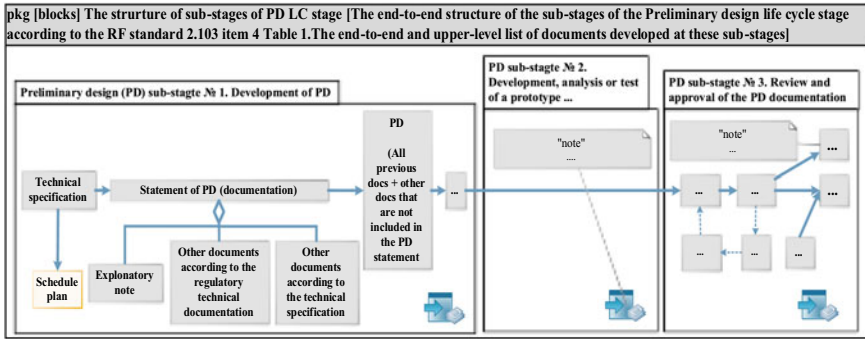 pkg [blocks] The strurture of sub-stages of PD LC stage [The end-to-end structure of the sub-stages of the Preliminary design life cycle stage
according to the RF standard 2.103 item 4 Table 1.The end-to-end and upper-level list of documents developed at these sub-stages]
Preliminary design (PD) sub-stagte № 1. Development of PD
Technical
specification
Schedule
plan
Statement of PD (documentation)
Explonatory
note
Other documents
according to the
regulatory
technical
documentation
Other
documents
according to
the technical
specification
PD
(All
previous
docs + other
docs that
are not
included in
the PD
statement
...
PD sub-stagte № 2.
Development, analysis or test
of a prototype ...
"note"
....
PD sub-stagte № 3. Review and
approval of the PD documentation
"note"
...
...
...
...
...
...
...
...